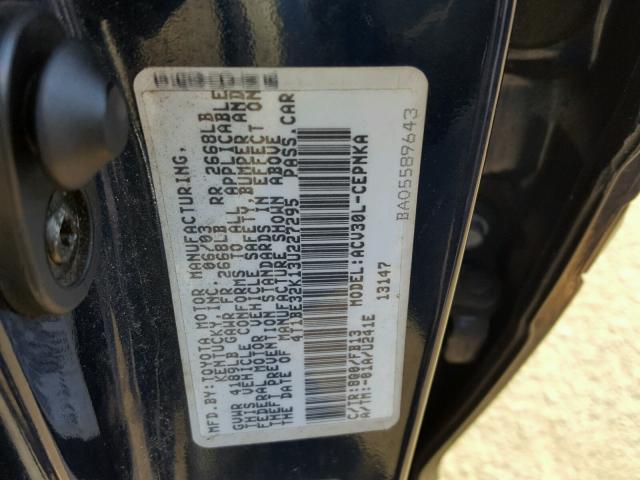 MFD.BY:TOYOTA MOTOR MANUFACTURING,
KENTUCKY INC. 06/03
GVWR 4189LB GAWR FR 2668LB RR 2668LB
THIS VEHICLE CONFORMS TO ALL APPLICABLE
FEDERAL MOTOR VEHICLE SAFETY,BUMPER AND
THEFT PREVENTION STANDARDS IN EFFECT ON
THE DATE OF MANUFACTURE SHOWN ABOVE
4T1BE32K13U227295 PASS.CAR
C/TR:8Q0/FB13 MODEL:ACV30L-CEPNKA
A/TM:-01A/U241E 13147
BA05589643